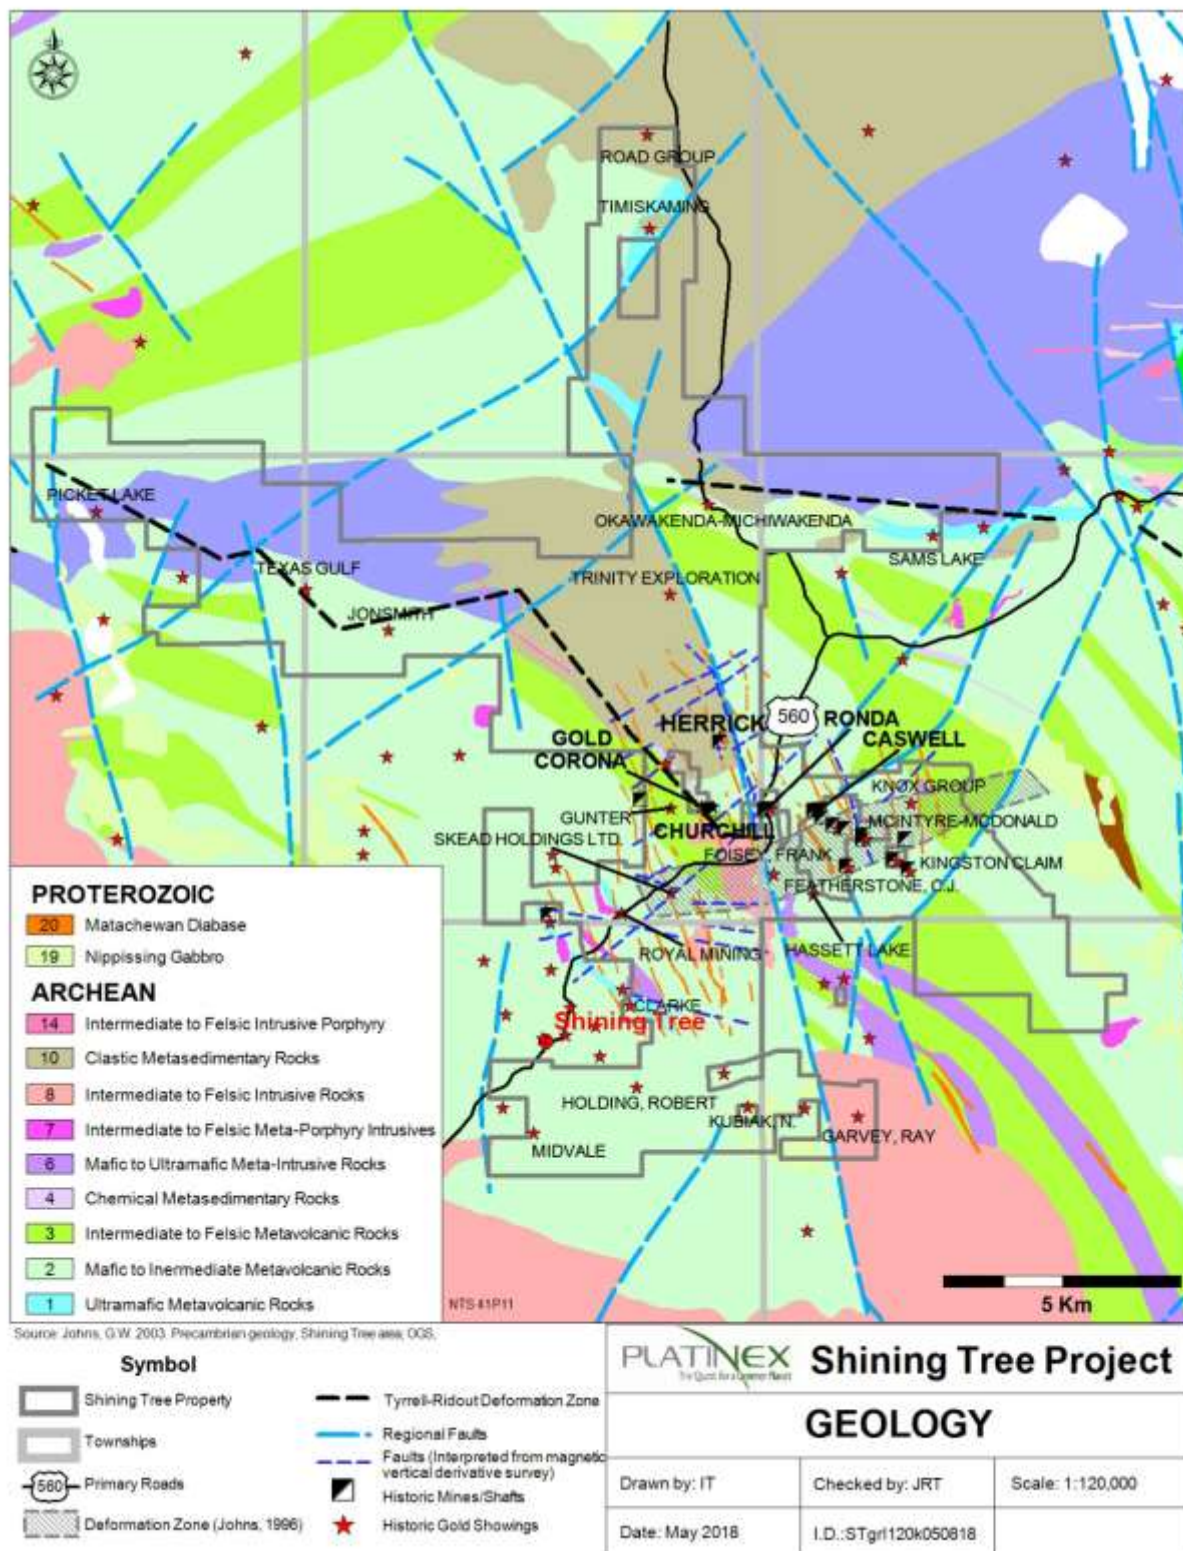 ROAD GROUP
TIMISKAMING
PICKET LAKE
OKAWAKENDA-MICHIWAKENDA
SAMS LAKE
TEXAS GULF
TRINITY EXPLORATION
JONSMITH
HERRICK
560
RONDA
GOLD
CORONA
CASWELL
KNOX GROUP
GUNTER
CHURCHILL
MCINTYRE-MCDONALD
SKEAD HOLDINGS LTD.
FOISEY, FRANK
KINGSTON CLAIM
FEATHERSTONE, C.J.
ROYAL MINING
HASSETT LAKE
CLARKE
Shining Tree
HOLDING, ROBERT
KUBIAK, N.
GARVEY, RAY
MIDVALE
PROTEROZOIC
20 Matachewan Diabase
19 Nippissing Gabbro
ARCHEAN
14 Intermediate to Felsic Intrusive Porphyry
10 Clastic Metasedimentary Rocks
8 Intermediate to Felsic Intrusive Rocks
7 Intermediate to Felsic Meta-Porphyry Intrusives
6 Mafic to Ultramafic Meta-Intrusive Rocks
4 Chemical Metasedimentary Rocks
3 Intermediate to Felsic Metavolcanic Rocks
2 Mafic to Inermediate Metavolcanic Rocks
1 Ultramafic Metavolcanic Rocks
NTS 41P11
5 Km
Source: Johns, G.W. 2003. Precambrian geology, Shining Tree area; OGS,
Symbol
Shining Tree Property
Townships
560 Primary Roads
Deformation Zone (Johns, 1996)
Tyrrell-Ridout Deformation Zone
Regional Faults
Faults (Interpreted from magnetic
vertical derivative survey)
Historic Mines/Shafts
Historic Gold Showings
PLATINEX
Shining Tree Project
GEOLOGY
Drawn by: IT
Checked by: JRT
Scale: 1:120,000
Date: May 2018
I.D.:STgrl120k050818